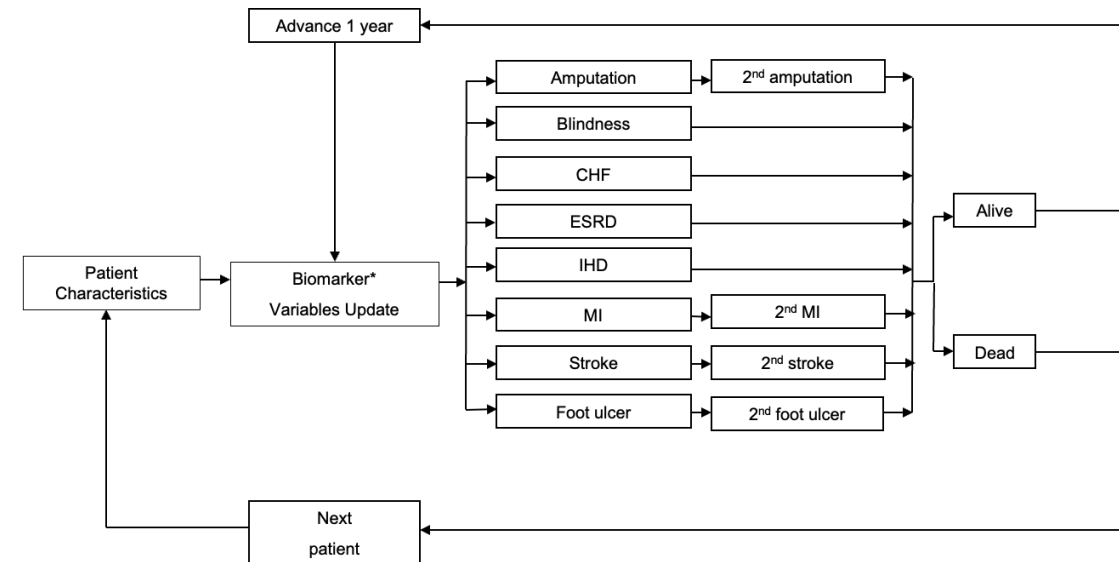 Advance 1 year
Amputation
2nd amputation
Blindness
CHF
ESRD
IHD
MI
2nd MI
Stroke
2nd stroke
Foot ulcer
2nd foot ulcer
Patient
Characteristics
Biomarker*
Variables Update
Alive
Dead
Next
patient